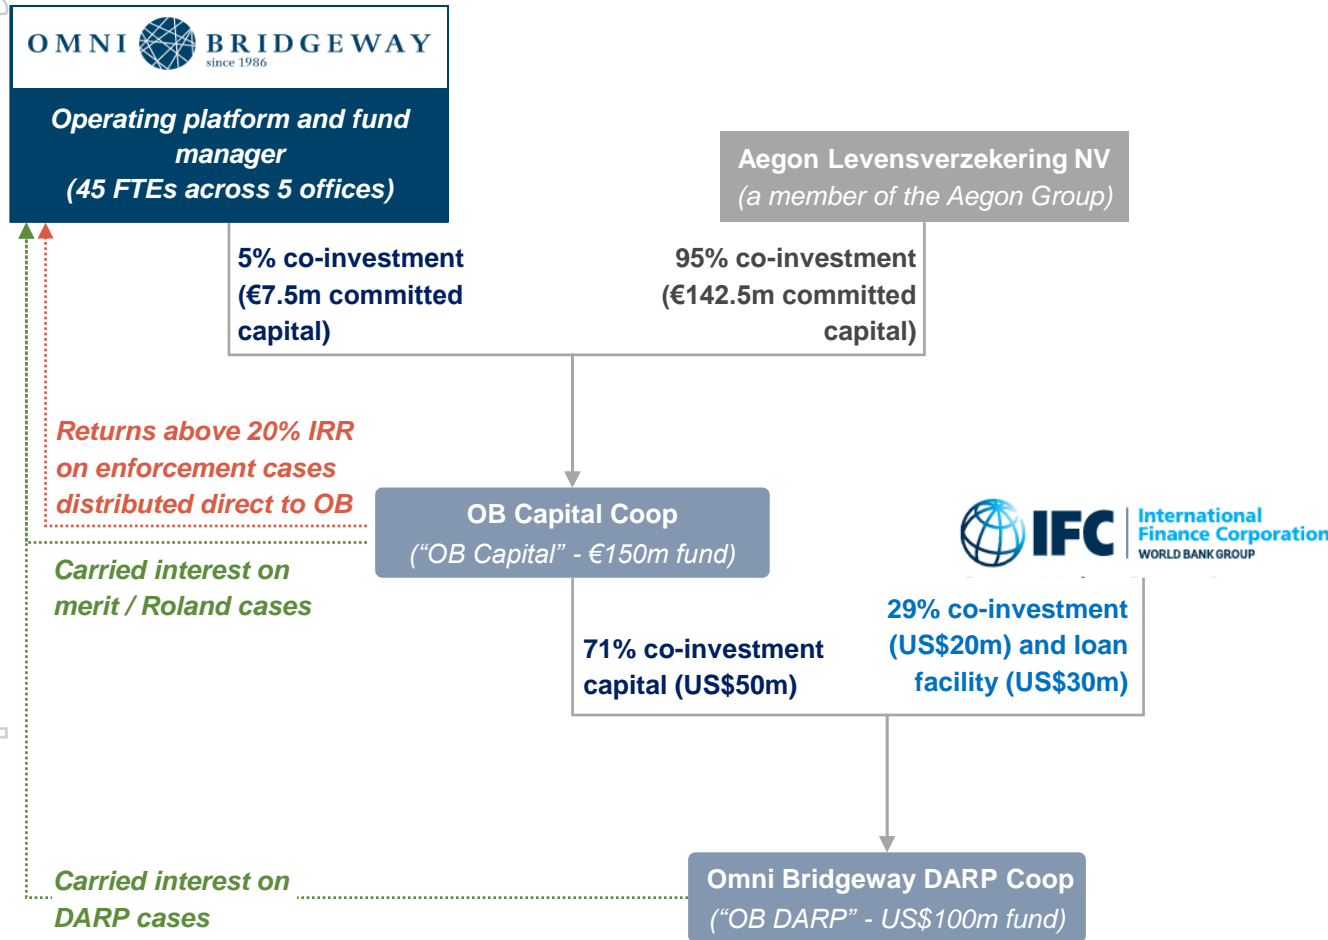 OMNI BRIDGEWAY
since 1986
Operating platform and fund
manager
(45 FTEs across 5 offices)
Aegon Levensverzekering NV
(a member of the Aegon Group)
5% co-investment
(€7.5m committed
capital)
95% co-investment
(€142.5m committed
capital)
Returns above 20% IRR
on enforcement cases
distributed direct to OB
OB Capital Coop
(“OB Capital” - €150m fund)
IFC
International
Finance Corporation
WORLD BANK GROUP
Carried interest on
merit / Roland cases
29% co-investment
(US$20m) and loan
facility (US$30m)
71% co-investment
capital (US$50m)
Carried interest on
DARP cases
Omni Bridgeway DARP Coop
(“OB DARP” - US$100m fund)